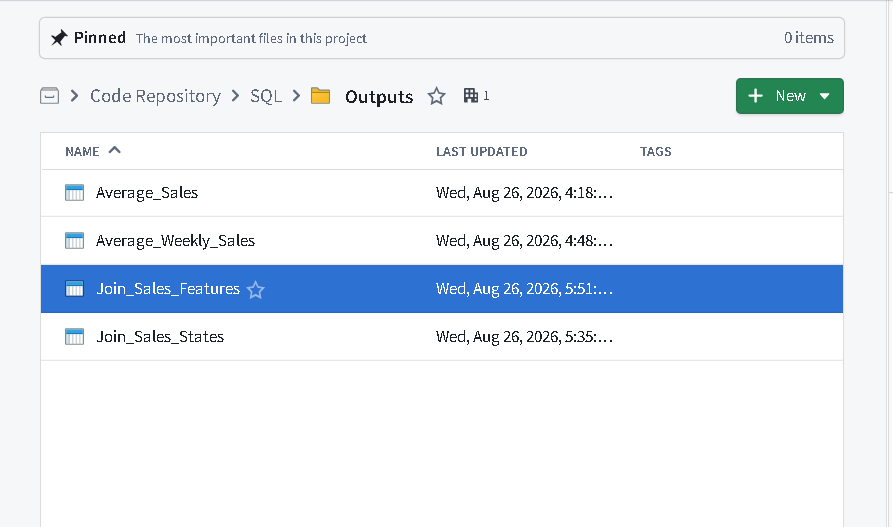 Pinned The most important files in this project 0 items
Code Repository SQL Outputs 1 New
NAME LAST UPDATED TAGS
Average_Sales Wed, Aug 26, 2026, 4:18:...
Average_Weekly_Sales Wed, Aug 26, 2026, 4:48:...
Join_Sales_Features Wed, Aug 26, 2026, 5:51:...
Join_Sales_States Wed, Aug 26, 2026, 5:35:...